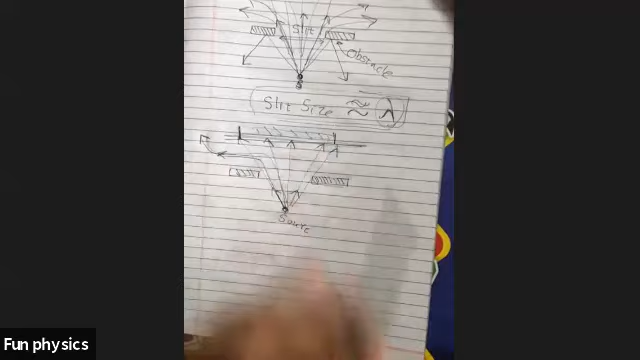 Slit
Obstacle
S
Slit Size ≈ λ
Source
Fun physics